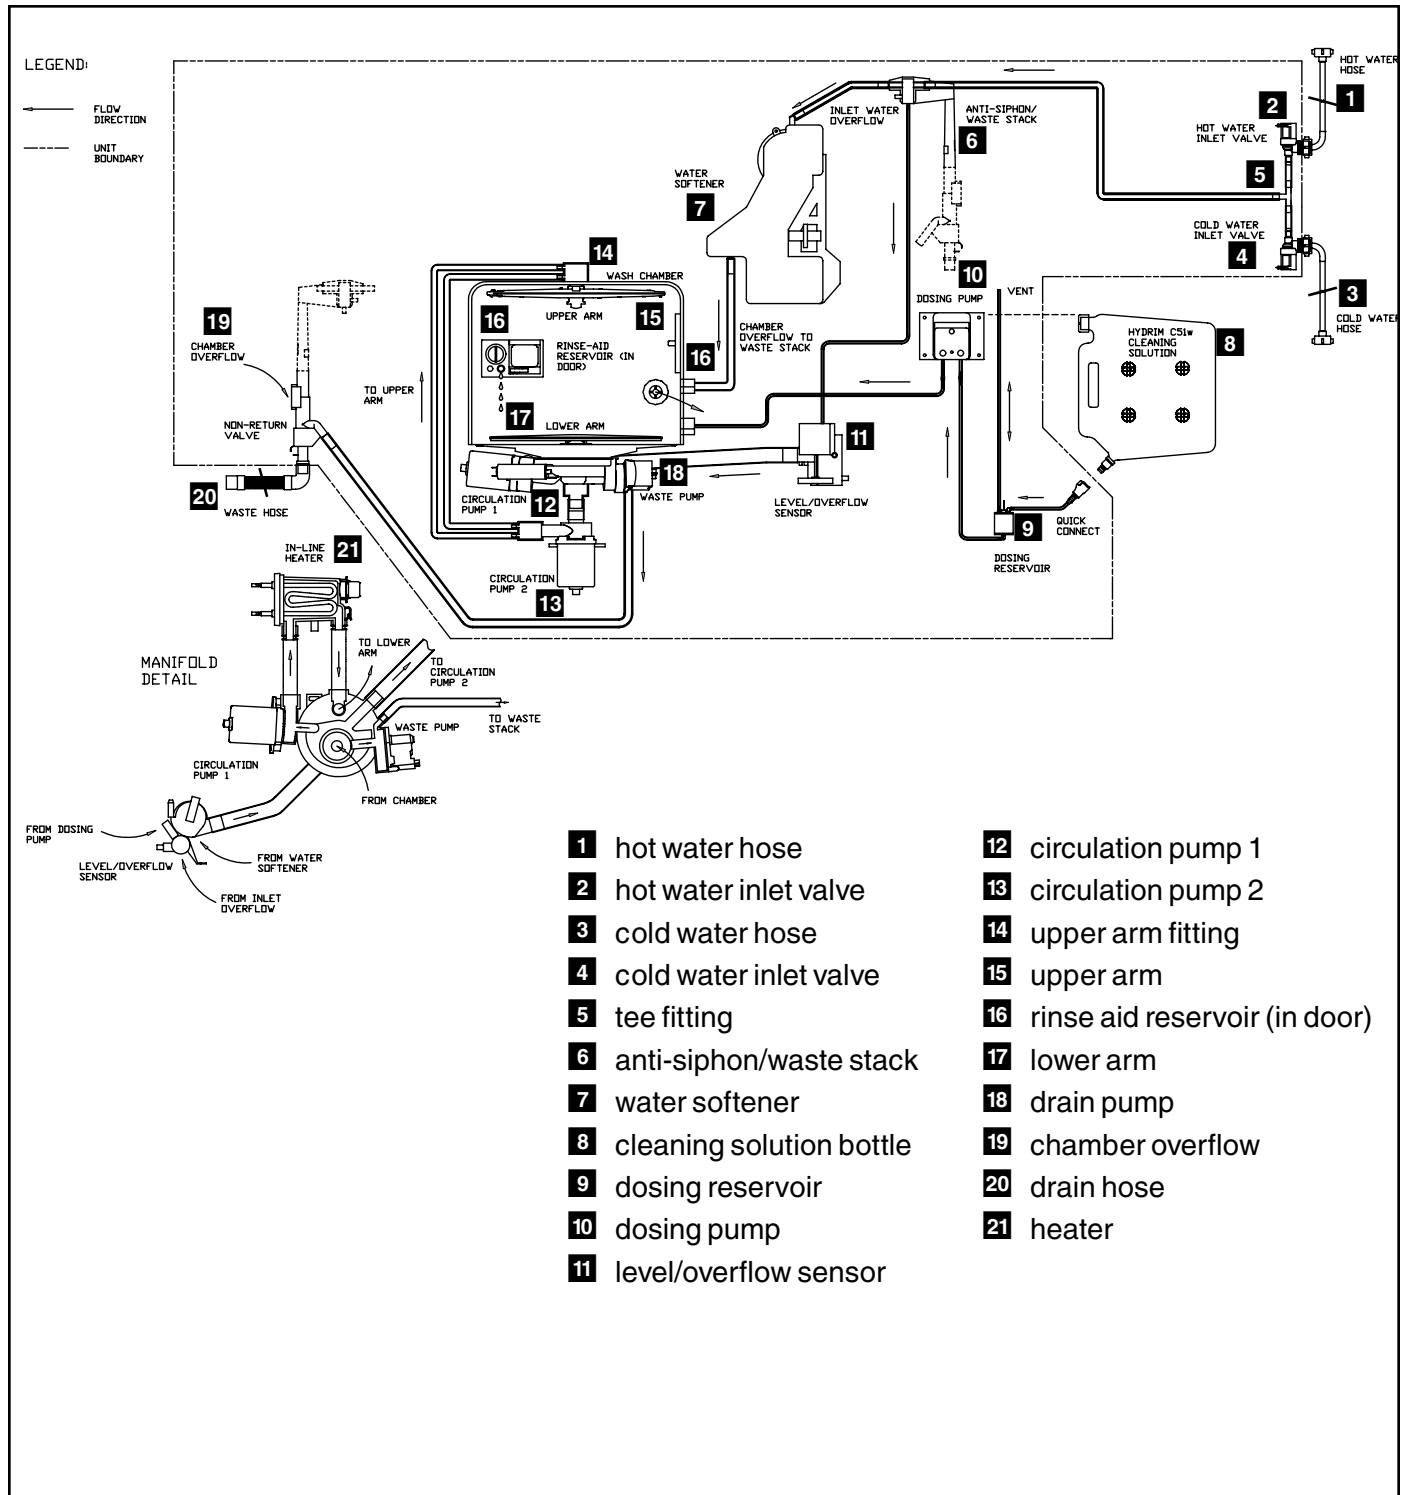 LEGEND:
FLOW
DIRECTION
UNIT
BOUNDARY
HOT WATER
HOSE
1
2
HOT WATER
INLET VALVE
5
COLD WATER
INLET VALVE
4
3
COLD WATER
HOSE
INLET WATER
OVERFLOW
ANTI-SIPHON/
WASTE STACK
6
WATER
SOFTENER
7
10
DOSING PUMP
VENT
HYDRIM C51w
CLEANING
SOLUTION
8
14
WASH CHAMBER
UPPER ARM
15
16
RINSE-AID
RESERVOIR (IN
DOOR)
16
CHAMBER
OVERFLOW TO
WASTE STACK
17
LOWER ARM
TO UPPER
ARM
19
CHAMBER
OVERFLOW
NON-RETURN
VALVE
20
WASTE HOSE
CIRCULATION
PUMP 1
12
18
WASTE PUMP
11
LEVEL/OVERFLOW
SENSOR
9
QUICK
CONNECT
DOSING
RESERVOIR
CIRCULATION
PUMP 2
13
IN-LINE
HEATER
21
MANIFOLD
DETAIL
TO LOWER
ARM
TO
CIRCULATION
PUMP 2
TO WASTE
STACK
WASTE PUMP
CIRCULATION
PUMP 1
FROM CHAMBER
FROM DOSING
PUMP
LEVEL/OVERFLOW
SENSOR
FROM WATER
SOFTENER
FROM INLET
OVERFLOW
1 hot water hose
2 hot water inlet valve
3 cold water hose
4 cold water inlet valve
5 tee fitting
6 anti-siphon/waste stack
7 water softener
8 cleaning solution bottle
9 dosing reservoir
10 dosing pump
11 level/overflow sensor
12 circulation pump 1
13 circulation pump 2
14 upper arm fitting
15 upper arm
16 rinse aid reservoir (in door)
17 lower arm
18 drain pump
19 chamber overflow
20 drain hose
21 heater